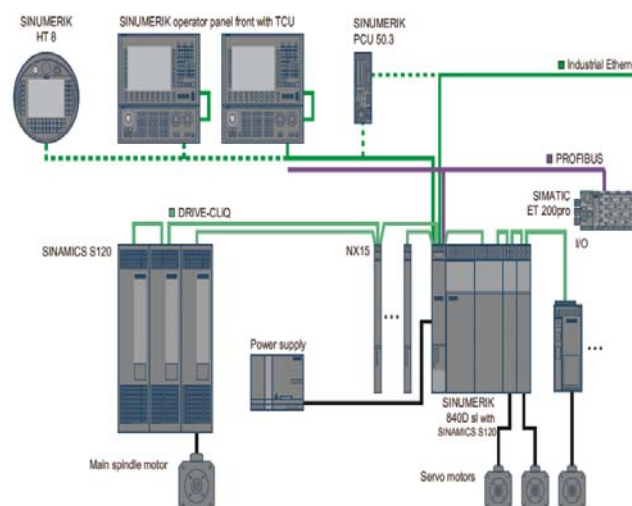 SINUMERIK
HT 8
SINUMERIK operator panel front with TCU
SINUMERIK
PCU 50.3
Industrial Ethern
PROFIBUS
SIMATIC
ET 200pro
I/O
DRIVE-CLiQ
SINAMICS S120
NX15
...
Power supply
...
SINUMERIK
840D sl with
SINAMICS S120
Main spindle motor
Servo motors